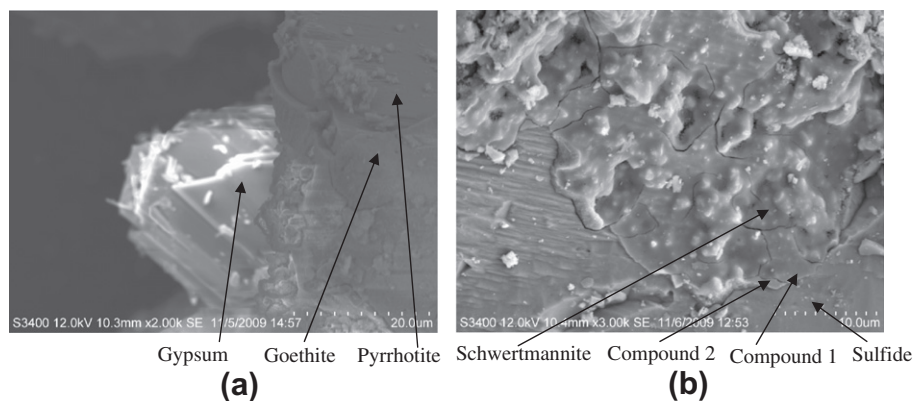 S3400 12.0kV 10.3mm x2.00k SE 11/5/2009 14:57 20.0um
S3400 12.0kV 10.4mm x3.00k SE 11/6/2009 12:53 10.0um
Gypsum Goethite Pyrrhotite
Schwertmannite Compound 2 Compound 1 Sulfide
(a)
(b)